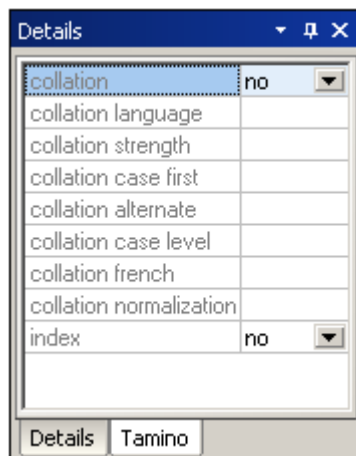 Details
collation no
collation language
collation strength
collation case first
collation alternate
collation case level
collation french
collation normalization
index no
Details Tamino